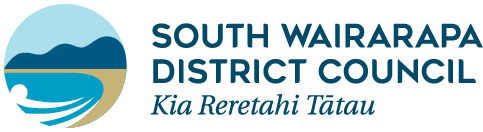 SOUTH WAIRARAPA
DISTRICT COUNCIL
Kia Reretahi Tātau